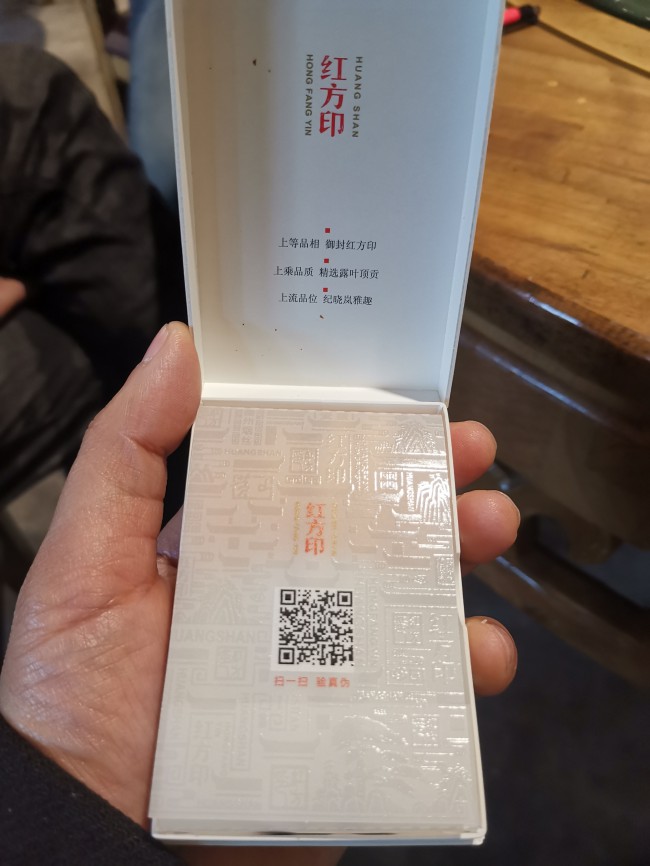 红方印
HUANG SHAN
HONG FANG YIN
上等品相 御封红方印
上乘品质 精选露叶顶贡
上流品位 纪晓岚雅趣
HUANGSHAN
红方印
扫一扫 验真伪